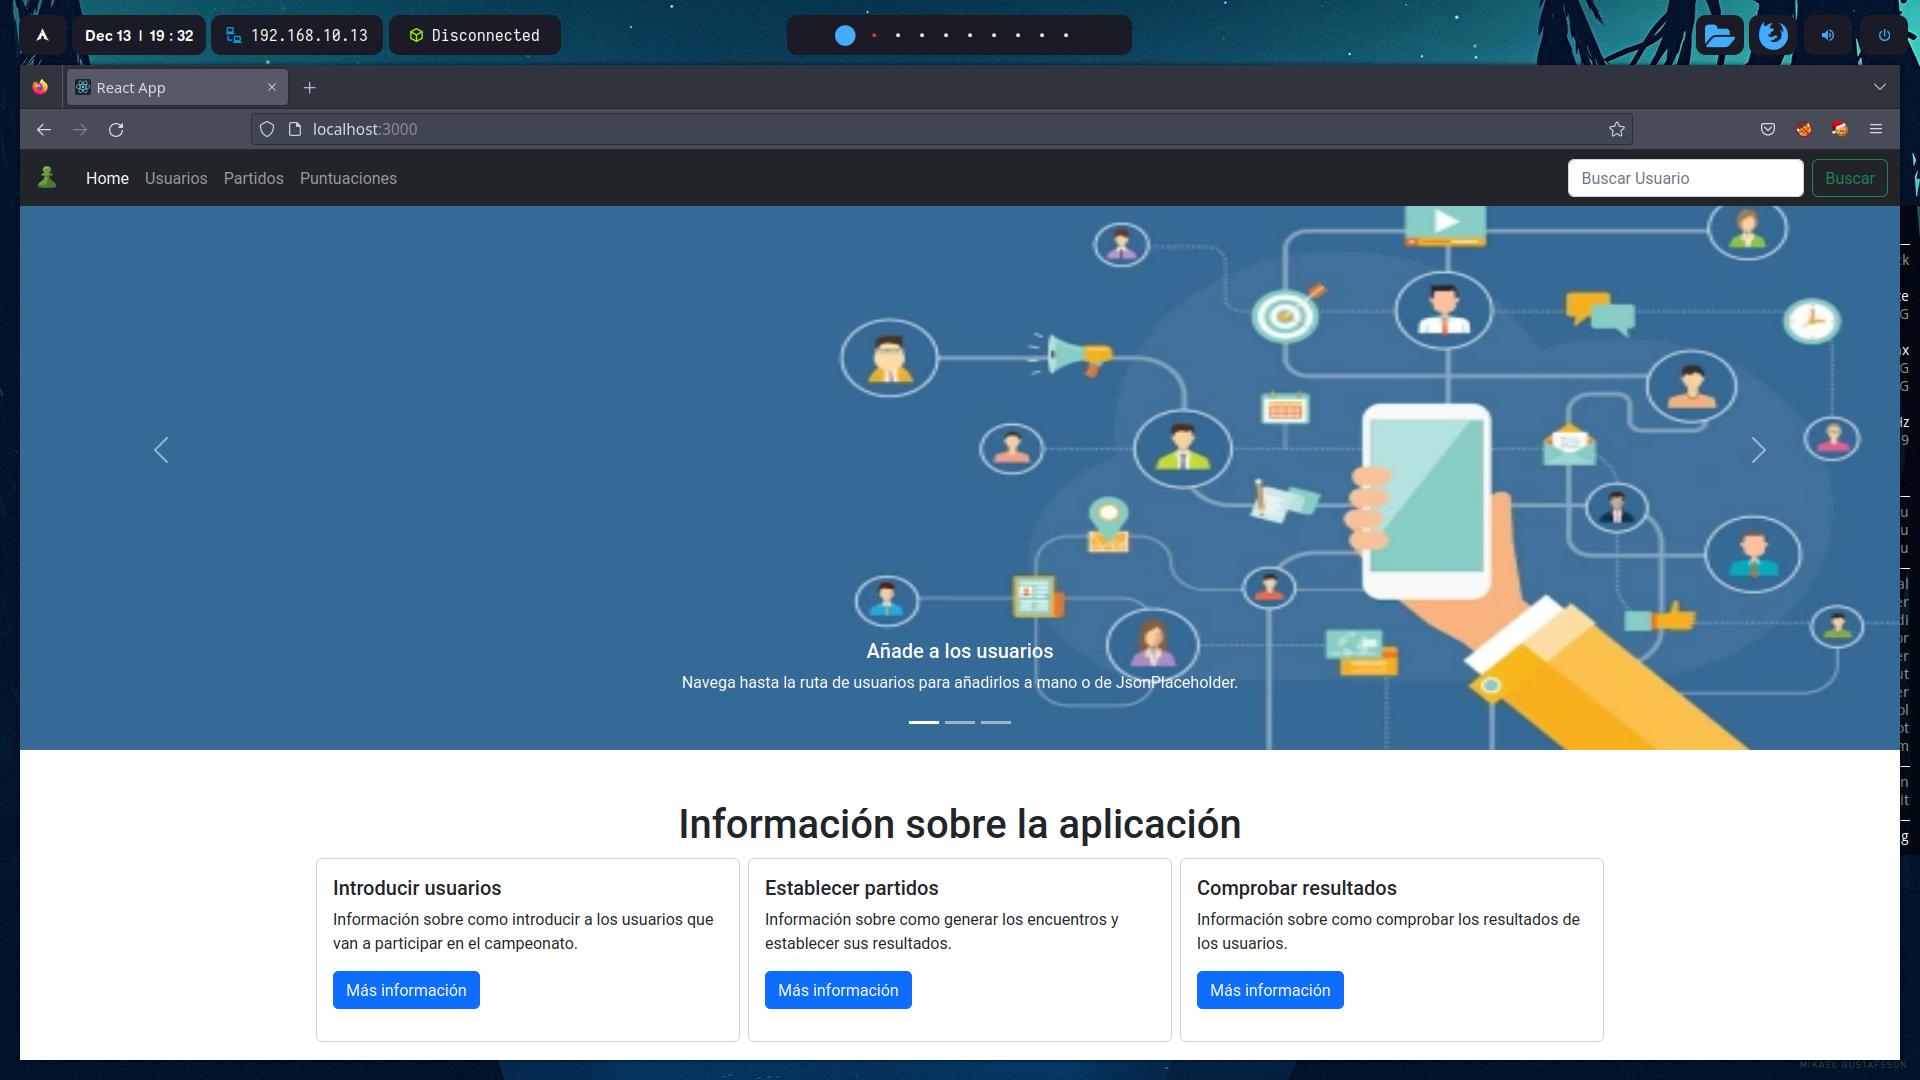 Dec 13 | 19 : 32
192.168.10.13
Disconnected
React App
localhost:3000
Home Usuarios Partidos Puntuaciones
Buscar Usuario
Buscar
Añade a los usuarios
Navega hasta la ruta de usuarios para añadirlos a mano o de JsonPlaceholder.
Información sobre la aplicación
Introducir usuarios
Información sobre como introducir a los usuarios que
van a participar en el campeonato.
Más información
Establecer partidos
Información sobre como generar los encuentros y
establecer sus resultados.
Más información
Comprobar resultados
Información sobre como comprobar los resultados de
los usuarios.
Más información
MIKAEL GUSTAFSSON